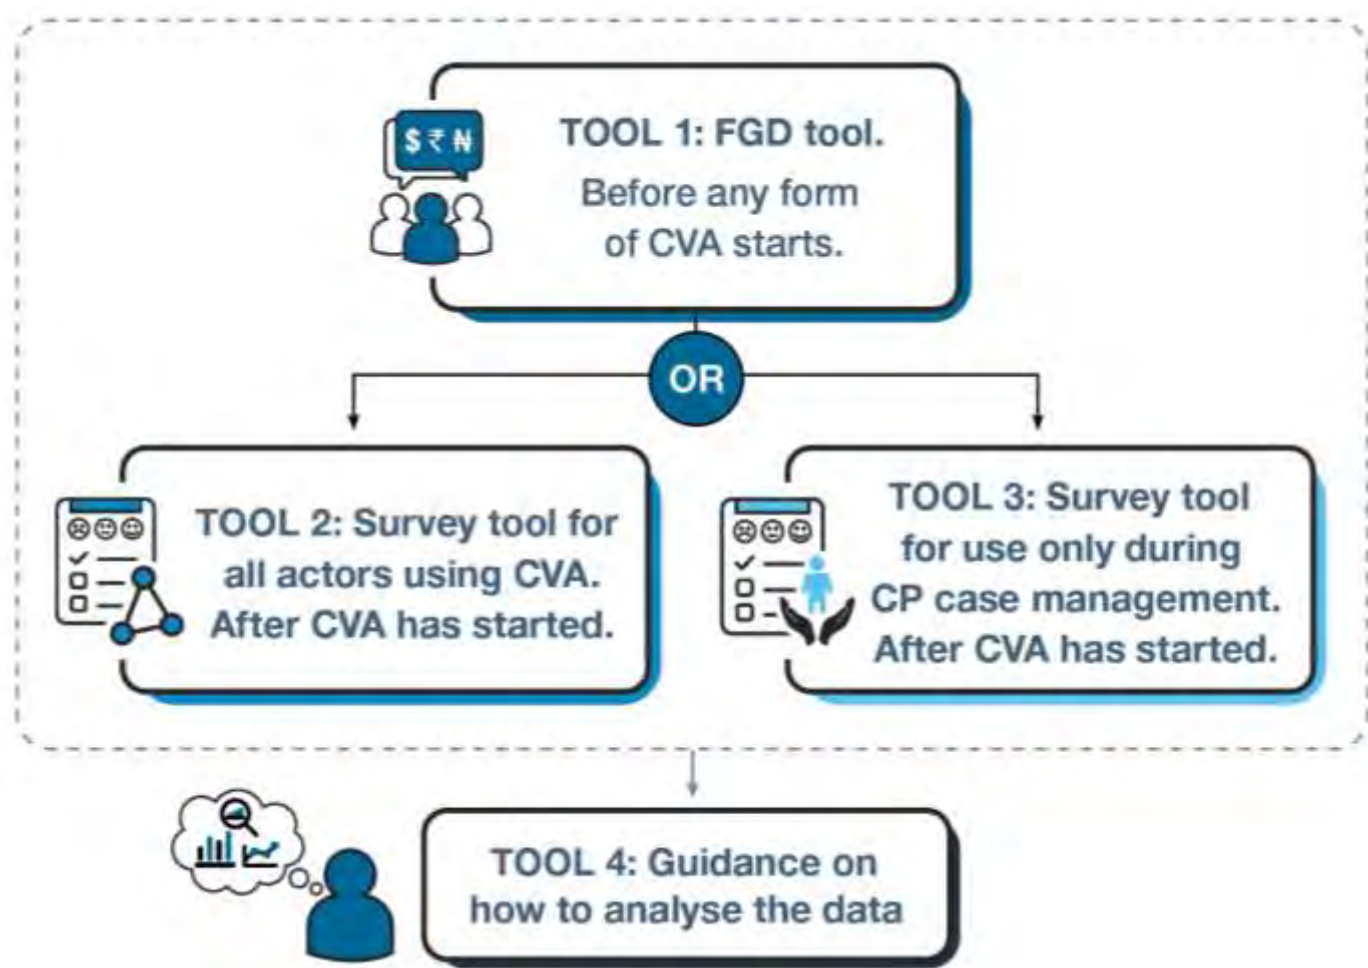 $ ₹ ₦
TOOL 1: FGD tool.
Before any form
of CVA starts.
OR
TOOL 2: Survey tool for
all actors using CVA.
After CVA has started.
TOOL 3: Survey tool
for use only during
CP case management.
After CVA has started.
TOOL 4: Guidance on
how to analyse the data